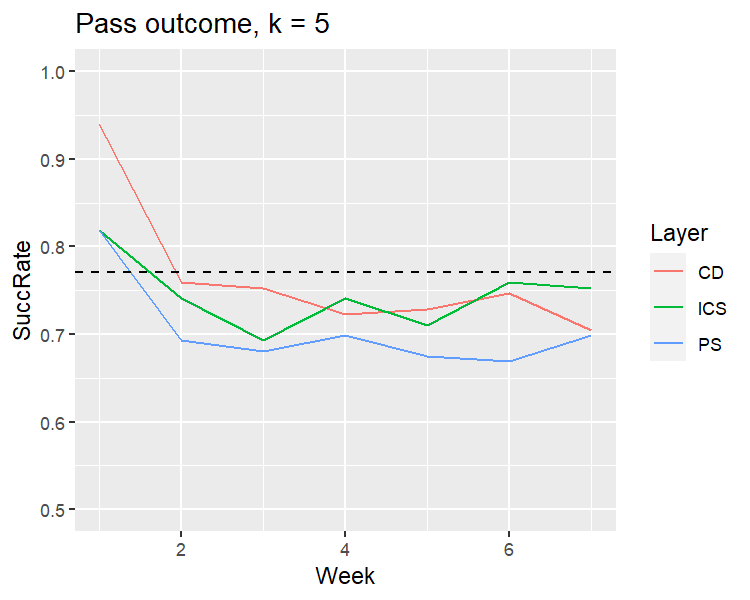 Pass outcome, k = 5
SuccRate
1.0
0.9
0.8
0.7
0.6
0.5
2 4 6
Week
Layer
CD
ICS
PS